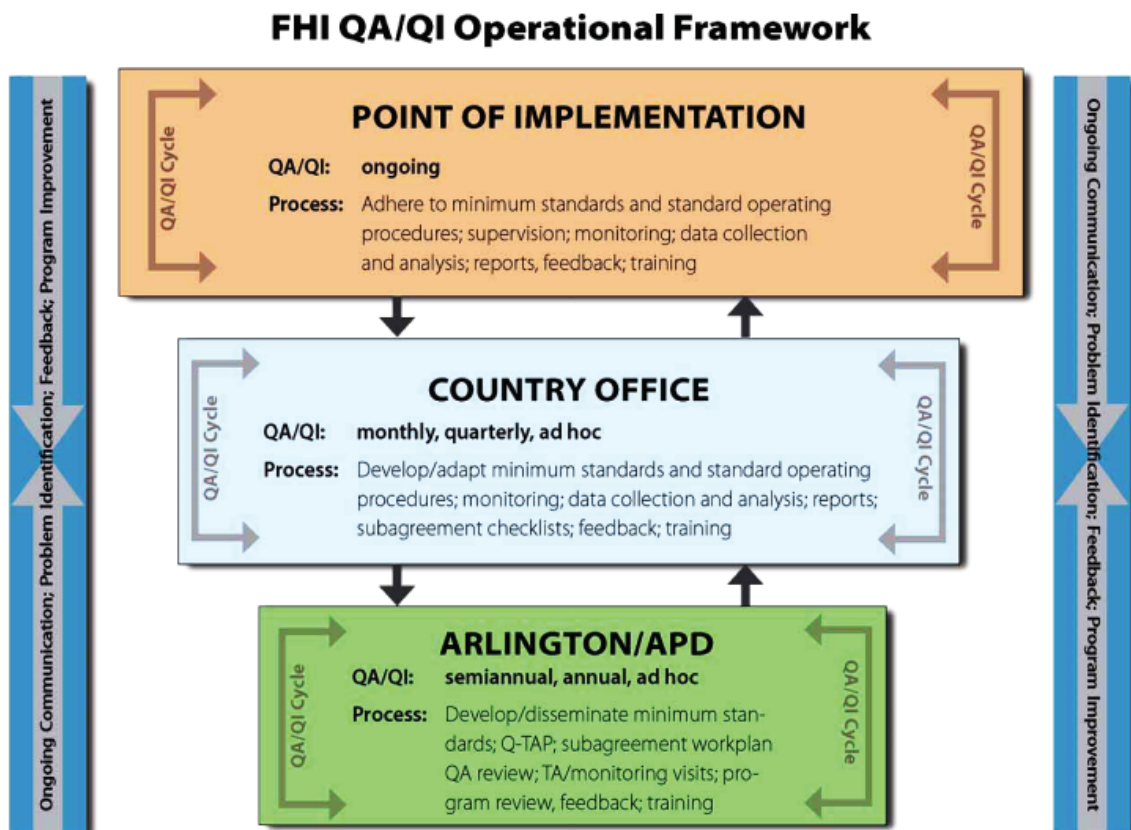 FHI QA/QI Operational Framework
Ongoing Communication; Problem Identification; Feedback; Program Improvement
POINT OF IMPLEMENTATION
QA/QI Cycle
QA/QI: ongoing
Process: Adhere to minimum standards and standard operating
procedures; supervision; monitoring; data collection
and analysis; reports, feedback; training
QA/QI Cycle
COUNTRY OFFICE
QA/QI Cycle
QA/QI: monthly, quarterly, ad hoc
Process: Develop/adapt minimum standards and standard operating
procedures; monitoring; data collection and analysis; reports;
subagreement checklists; feedback; training
QA/QI Cycle
ARLINGTON/APD
QA/QI Cycle
QA/QI: semiannual, annual, ad hoc
Process: Develop/disseminate minimum stan-
dards; Q-TAP; subagreement workplan
QA review; TA/monitoring visits; pro-
gram review, feedback; training
QA/QI Cycle
Ongoing Communication; Problem Identification; Feedback; Program Improvement